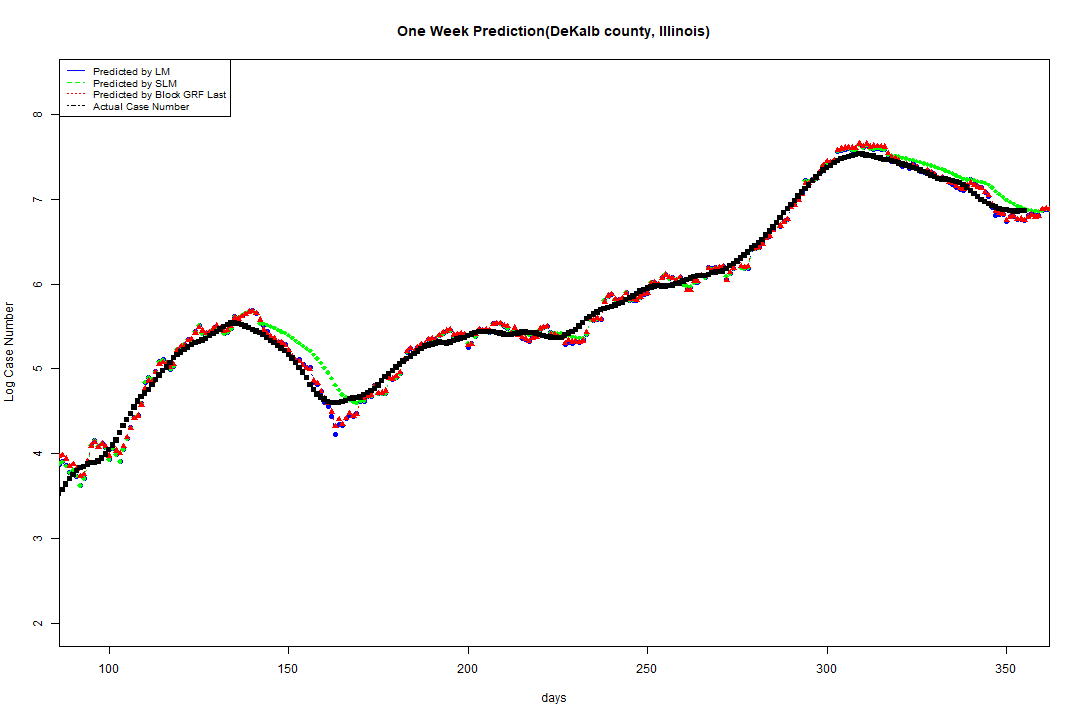 One Week Prediction(DeKalb county, Illinois)
Predicted by LM
Predicted by SLM
Predicted by Block GRF Last
Actual Case Number
8
7
6
5
4
3
2
Log Case Number
100 150 200 250 300 350
days